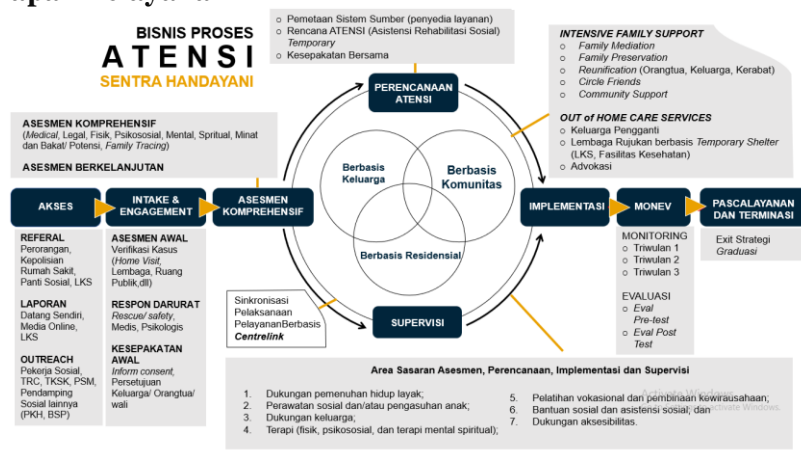 BISNIS PROSES
ATENSI
SENTRA HANDAYANI
o Pemetaan Sistem Sumber (penyedia layanan)
o Rencana ATENSI (Asistensi Rehabilitasi Sosial)
Temporary
o Kesepakatan Bersama
INTENSIVE FAMILY SUPPORT
o Family Mediation
o Family Preservation
o Reunification (Orangtua, Keluarga, Kerabat)
o Circle Friends
o Community Support
OUT of HOME CARE SERVICES
o Keluarga Pengganti
o Lembaga Rujukan berbasis Temporary Shelter
(LKS, Fasilitas Kesehatan)
o Advokasi
PERENCANAAN
ATENSI
ASESMEN KOMPREHENSIF
(Medical, Legal, Fisik, Psikososial, Mental, Spritual, Minat
dan Bakat/ Potensi, Family Tracing)
ASESMEN BERKELANJUTAN
Berbasis
Keluarga
Berbasis
Komunitas
Berbasis Residensial
AKSES
INTAKE &
ENGAGEMENT
ASESMEN
KOMPREHENSIF
IMPLEMENTASI
MONEV
PASCALAYANAN
DAN TERMINASI
REFERAL
Perorangan,
Kepolisian
Rumah Sakit,
Panti Sosial, LKS
LAPORAN
Datang Sendiri,
Media Online,
LKS
OUTREACH
Pekerja Sosial,
TRC, TKSK, PSM,
Pendamping
Sosial lainnya
(PKH, BSP)
ASESMEN AWAL
Verifikasi Kasus
(Home Visit,
Lembaga, Ruang
Publik,dll)
RESPON DARURAT
Rescue/ safety,
Medis, Psikologis
KESEPAKATAN
AWAL
Inform consent,
Persetujuan
Keluarga/ Orangtua/
wali
Sinkronisasi
Pelaksanaan
PelayananBerbasis
Centrelink
SUPERVISI
MONITORING
o Triwulan 1
o Triwulan 2
o Triwulan 3
EVALUASI
o Eval
Pre-test
o Eval Post
Test
Exit Strategi
Graduasi
Area Sasaran Asesmen, Perencanaan, Implementasi dan Supervisi
1. Dukungan pemenuhan hidup layak;
2. Perawatan sosial dan/atau pengasuhan anak;
3. Dukungan keluarga;
4. Terapi (fisik, psikososial, dan terapi mental spiritual);
5. Pelatihan vokasional dan pembinaan kewirausahaan;
6. Bantuan sosial dan asistensi sosial; dan
7. Dukungan aksesibilitas.
Activate Windows
activate Windows.